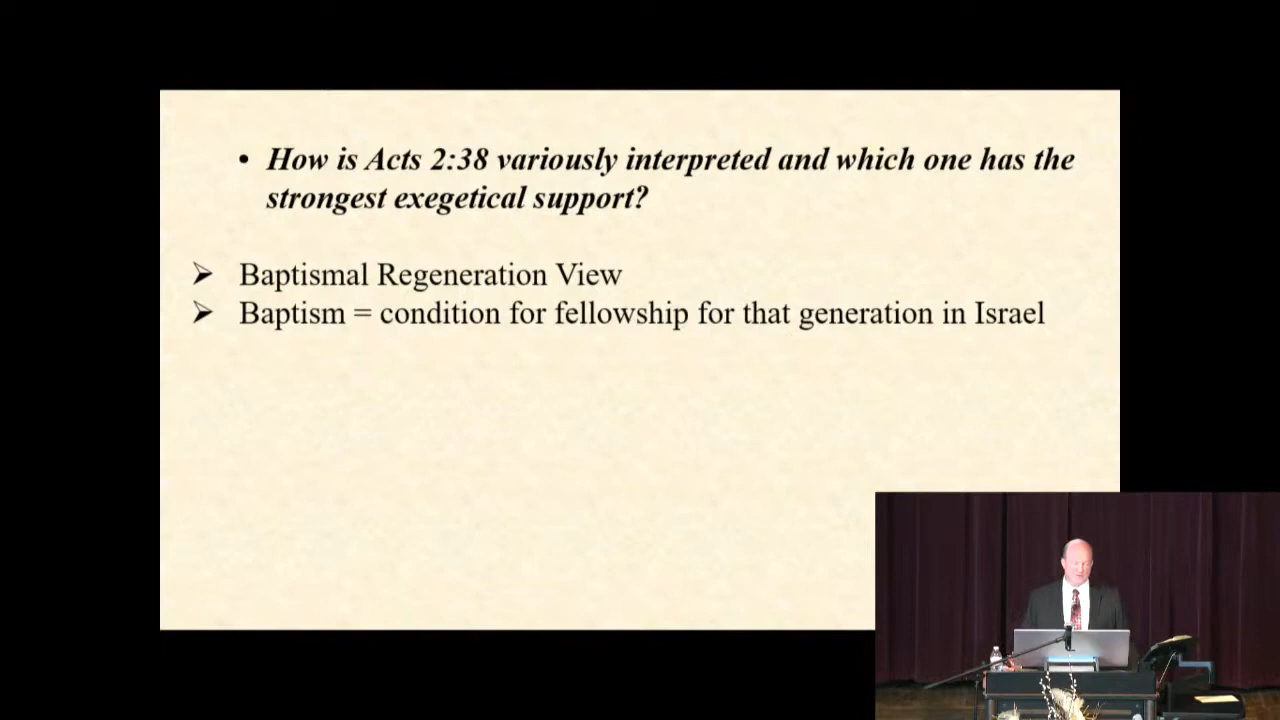 • How is Acts 2:38 variously interpreted and which one has the
strongest exegetical support?
➢ Baptismal Regeneration View
➢ Baptism = condition for fellowship for that generation in Israel